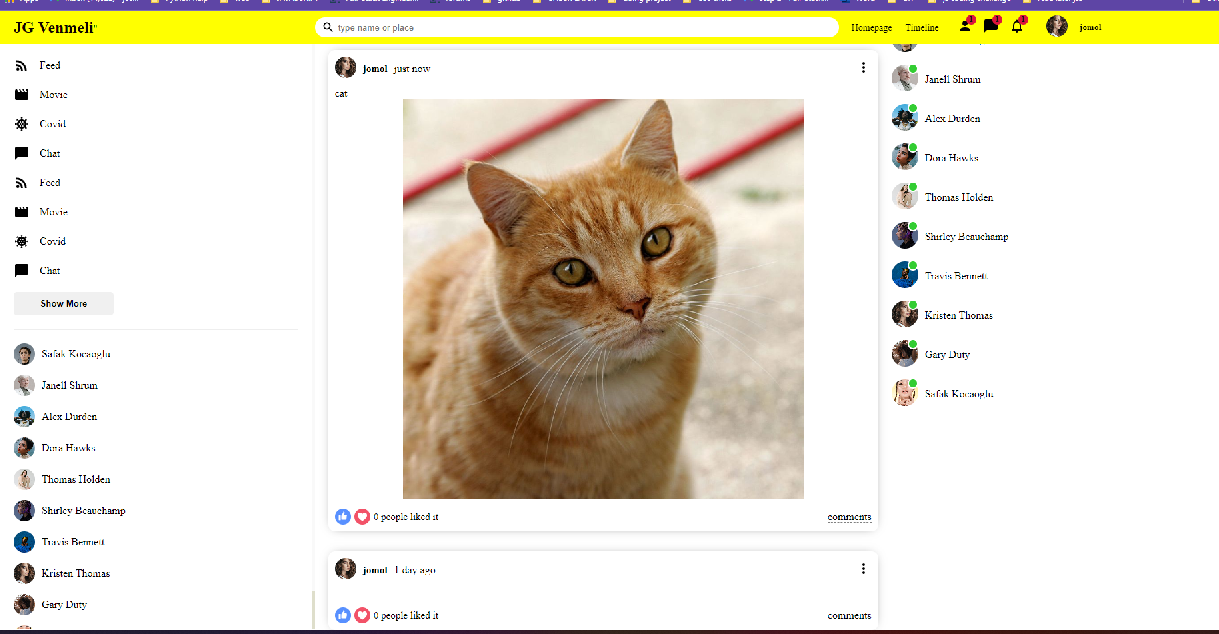 JG Venmeli
type name or place
Homepage
Timeline
1
1
1
jomol
Feed
Movie
Covid
Chat
Feed
Movie
Covid
Chat
Show More
Safak Kocaoglu
Janell Shrum
Alex Durden
Dora Hawks
Thomas Holden
Shirley Beauchamp
Travis Bennett
Kristen Thomas
Gary Duty
jomol just now
cat
0 people liked it
comments
jomol 1 day ago
0 people liked it
comments
Janell Shrum
Alex Durden
Dora Hawks
Thomas Holden
Shirley Beauchamp
Travis Bennett
Kristen Thomas
Gary Duty
Safak Kocaoglu